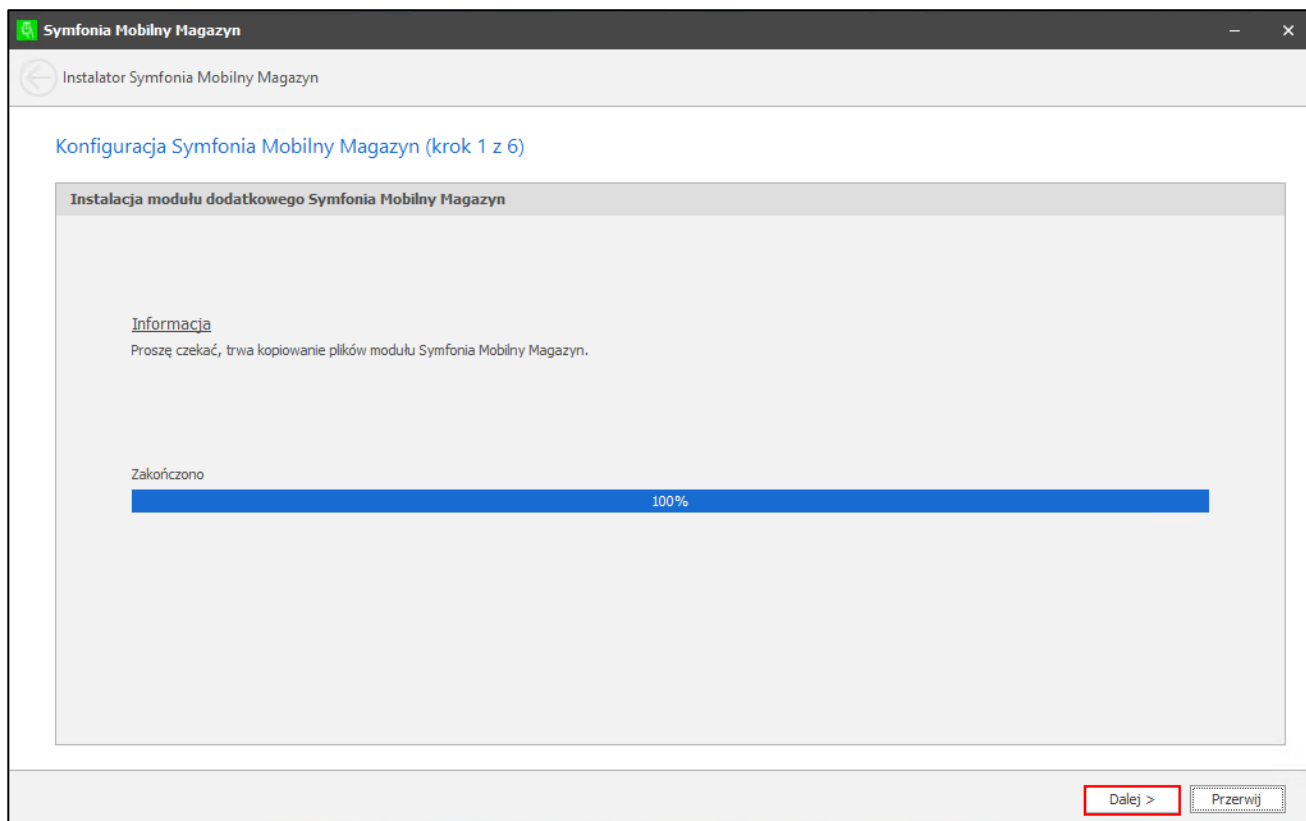 Symfonia Mobilny Magazyn
Instalator Symfonia Mobilny Magazyn
Konfiguracja Symfonia Mobilny Magazyn (krok 1 z 6)
Instalacja modułu dodatkowego Symfonia Mobilny Magazyn
Informacja
Proszę czekać, trwa kopiowanie plików modułu Symfonia Mobilny Magazyn.
Zakończono
100%
Dalej >
Przerwij